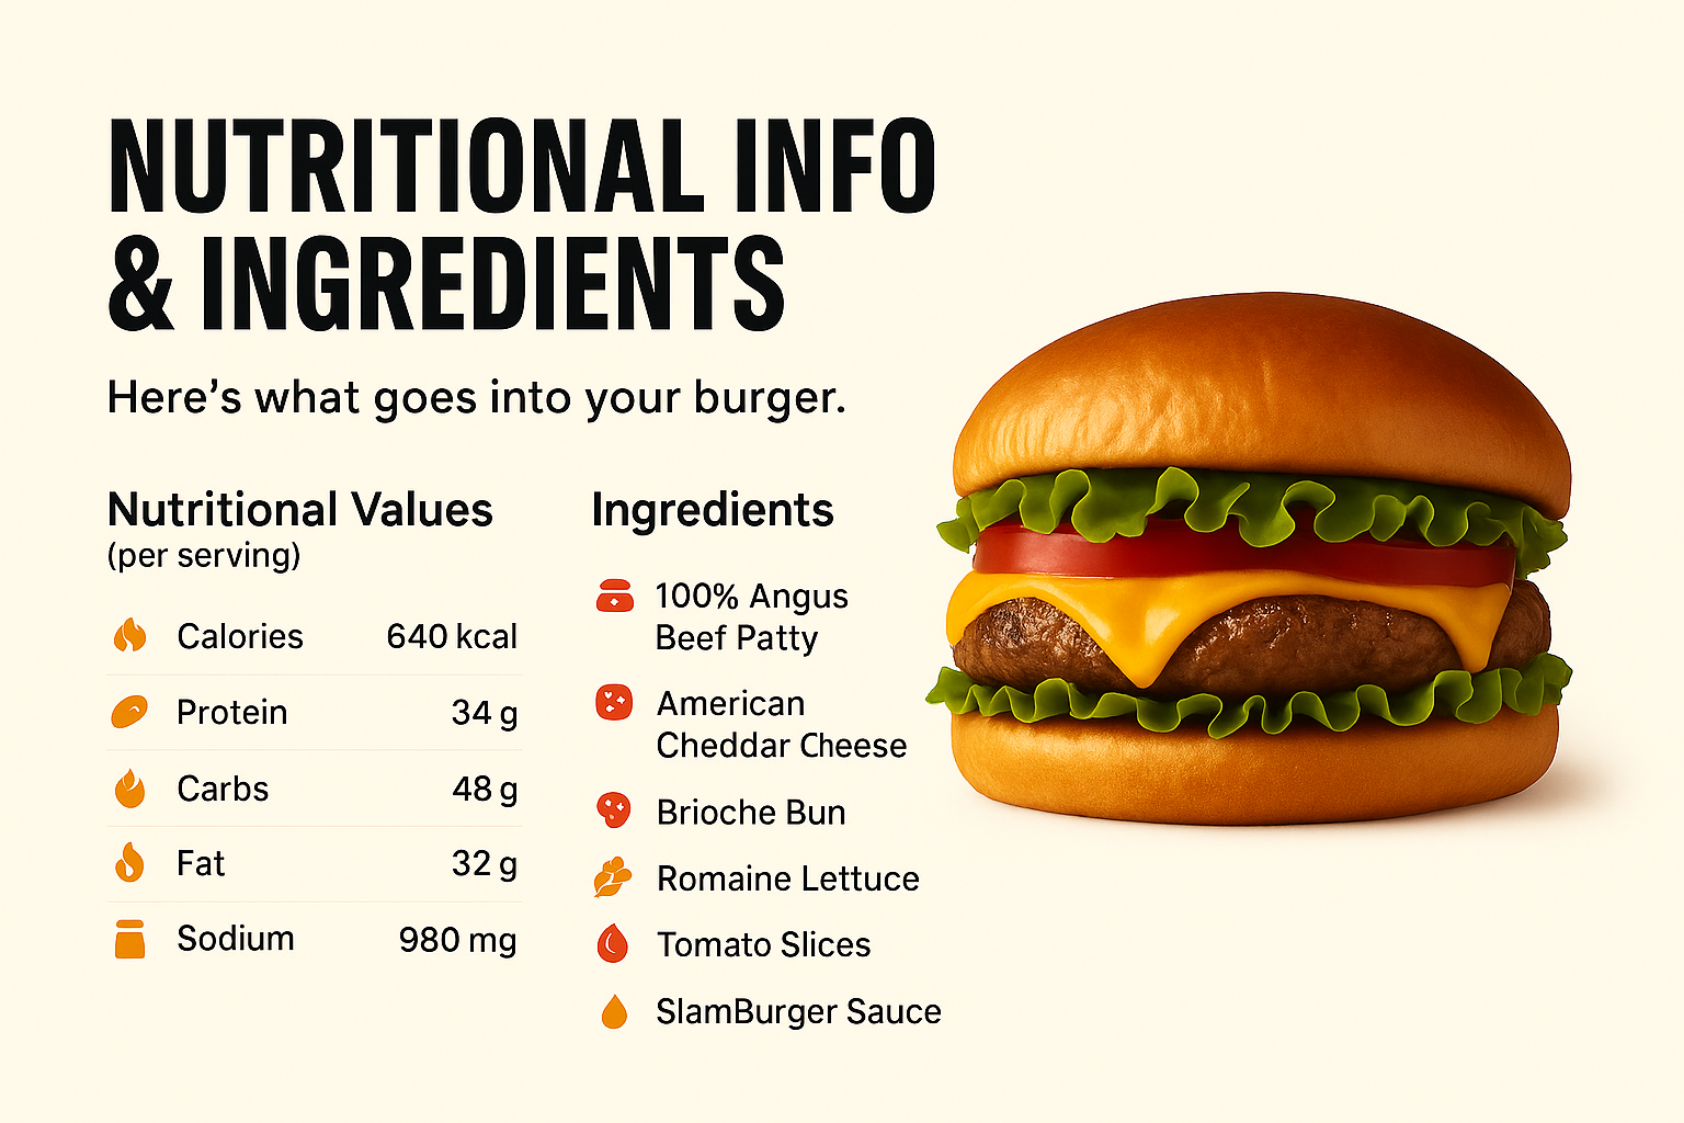 NUTRITIONAL INFO
& INGREDIENTS
Here’s what goes into your burger.
Nutritional Values
(per serving)
Calories 640 kcal
Protein 34 g
Carbs 48 g
Fat 32 g
Sodium 980 mg
Ingredients
100% Angus
Beef Patty
American
Cheddar Cheese
Brioche Bun
Romaine Lettuce
Tomato Slices
SlamBurger Sauce